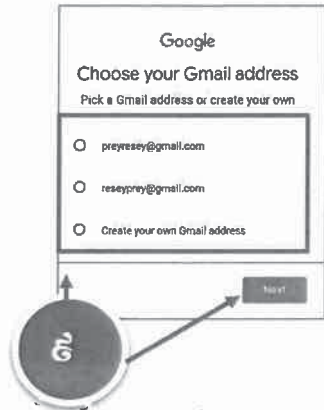 Google
Choose your Gmail address
Pick a Gmail address or create your own
preyresey@gmail.com
reseyprey@gmail.com
Create your own Gmail address
Next